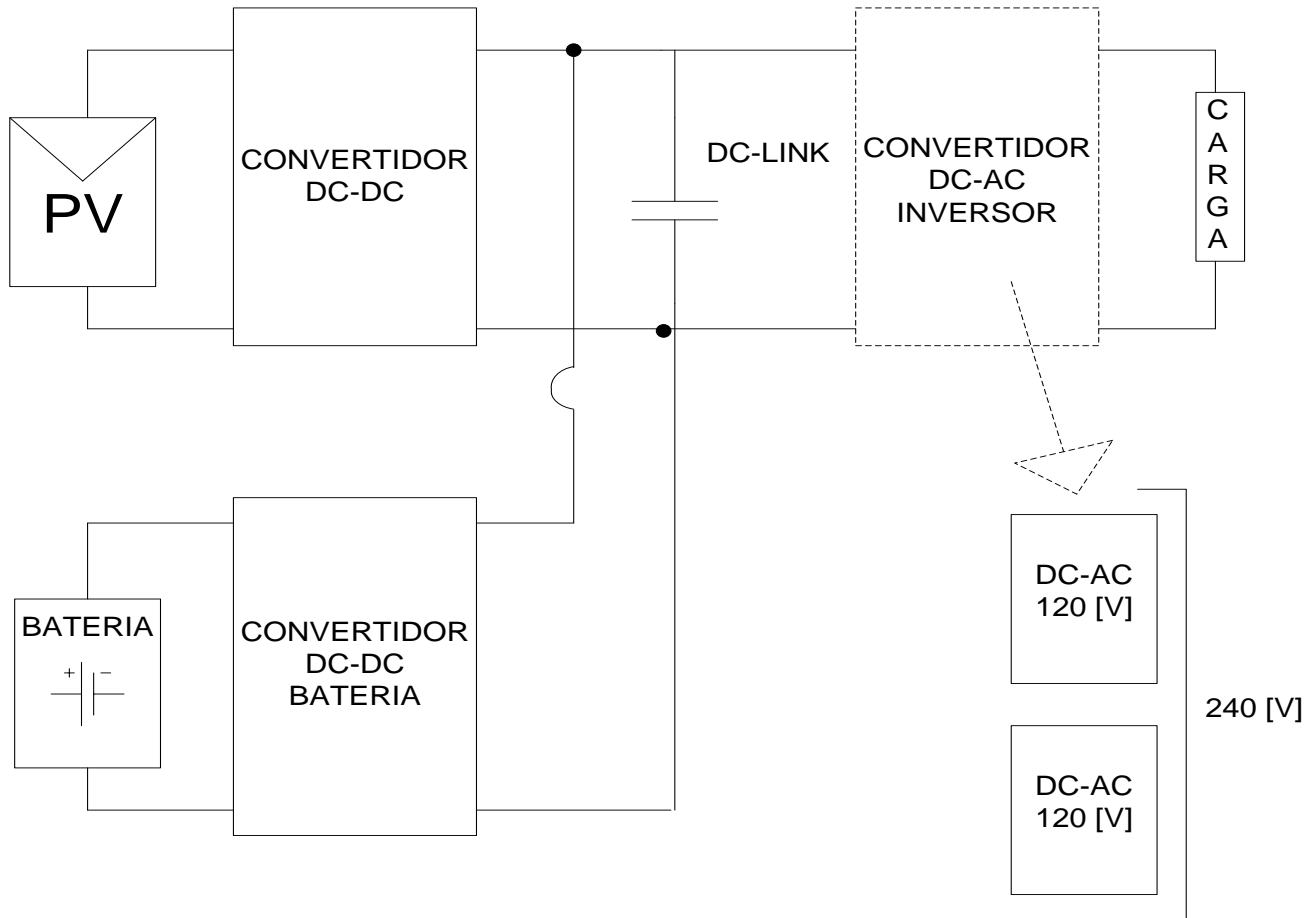 PV
CONVERTIDOR
DC-DC
DC-LINK
CONVERTIDOR
DC-AC
INVERSOR
C
A
R
G
A
BATERIA
+ -
CONVERTIDOR
DC-DC
BATERIA
DC-AC
120 [V]
240 [V]
DC-AC
120 [V]